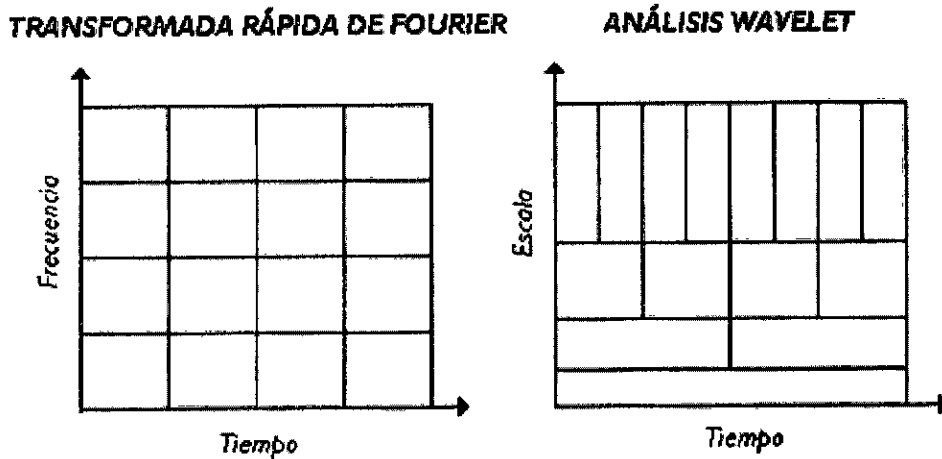 TRANSFORMADA RÁPIDA DE FOURIER
ANÁLISIS WAVELET
Frecuencia
Tiempo
Escala
Tiempo